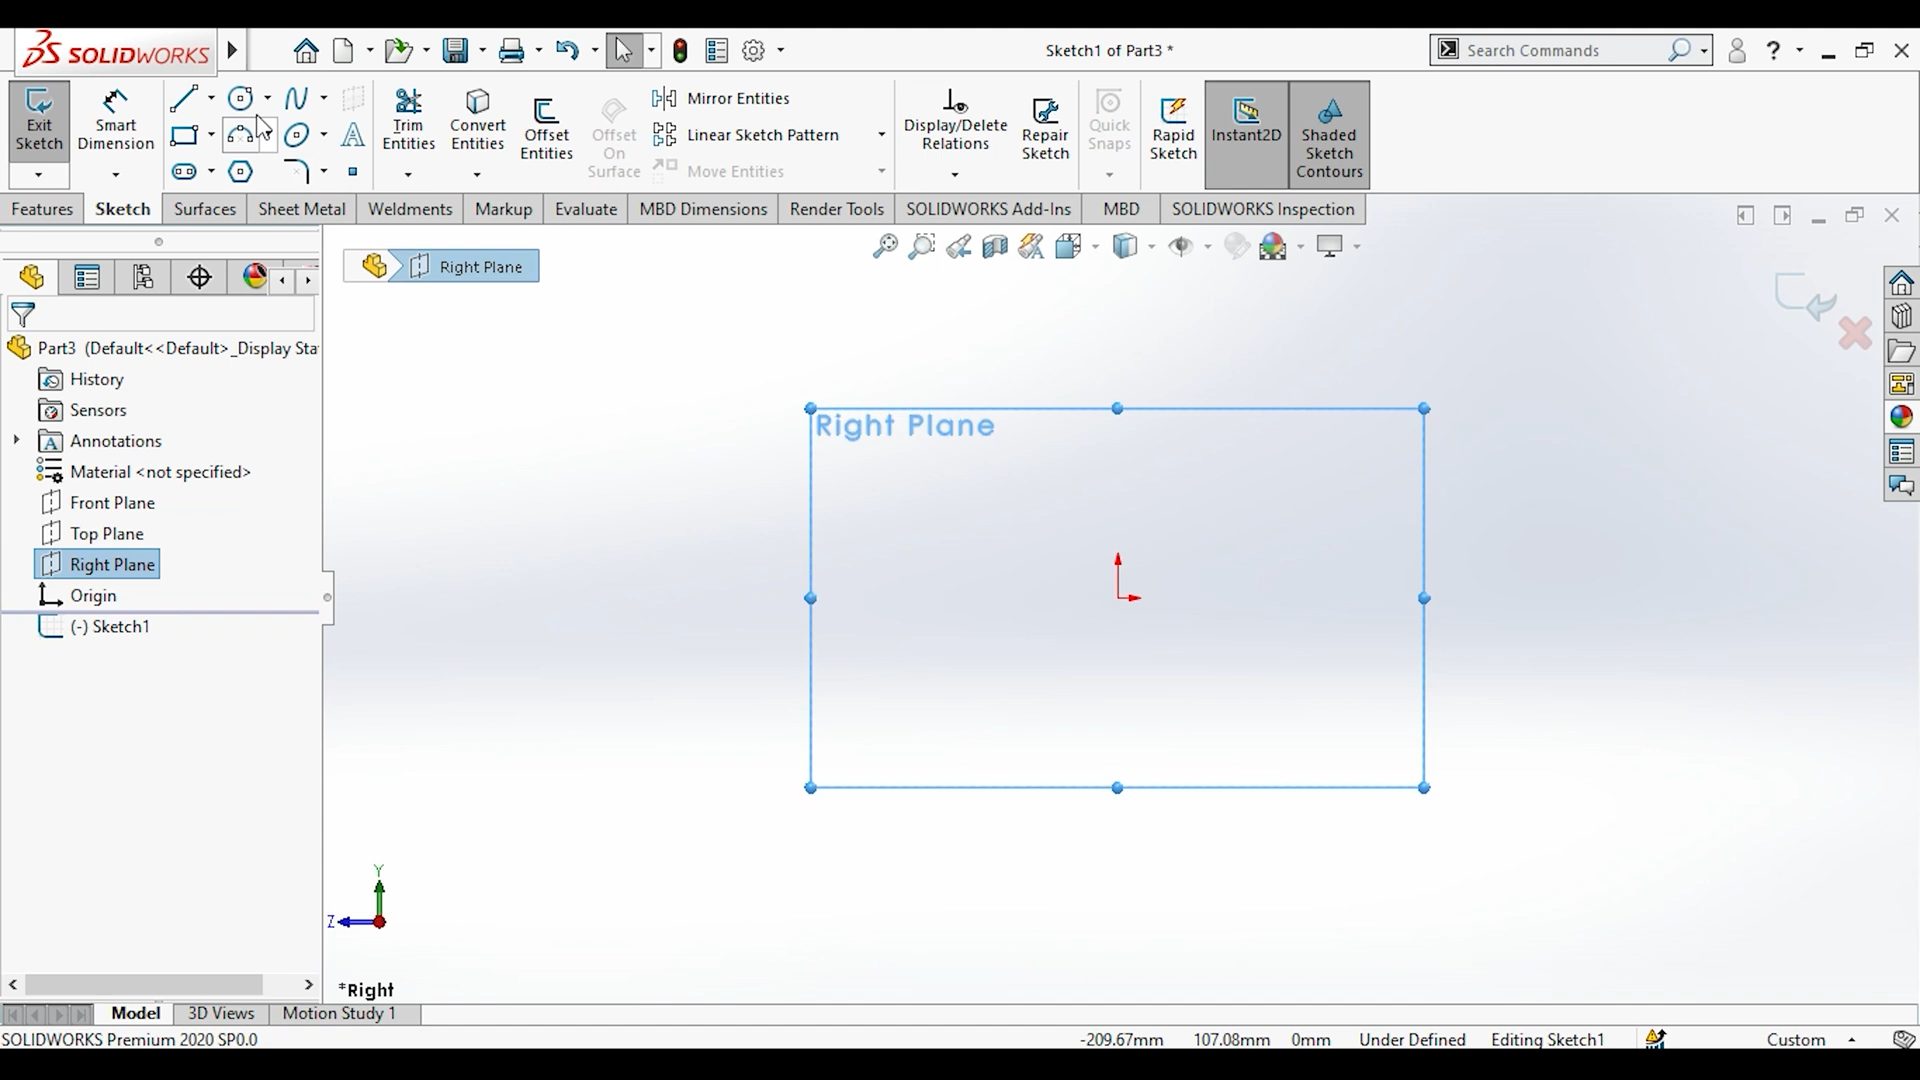 SOLIDWORKS
Sketch1 of Part3 *
Search Commands
?
Exit Sketch
Smart Dimension
Trim Entities
Convert Entities
Offset Entities
Offset On Surface
Mirror Entities
Linear Sketch Pattern
Move Entities
Display/Delete Relations
Repair Sketch
Quick Snaps
Rapid Sketch
Instant2D
Shaded Sketch Contours
Features
Sketch
Surfaces
Sheet Metal
Weldments
Markup
Evaluate
MBD Dimensions
Render Tools
SOLIDWORKS Add-Ins
MBD
SOLIDWORKS Inspection
Right Plane
Part3 (Default<<Default>_Display Sta
History
Sensors
Annotations
Material <not specified>
Front Plane
Top Plane
Right Plane
Origin
(-) Sketch1
Right Plane
Y
Z
*Right
Model
3D Views
Motion Study 1
SOLIDWORKS Premium 2020 SP0.0
-209.67mm
107.08mm
0mm
Under Defined
Editing Sketch1
Custom